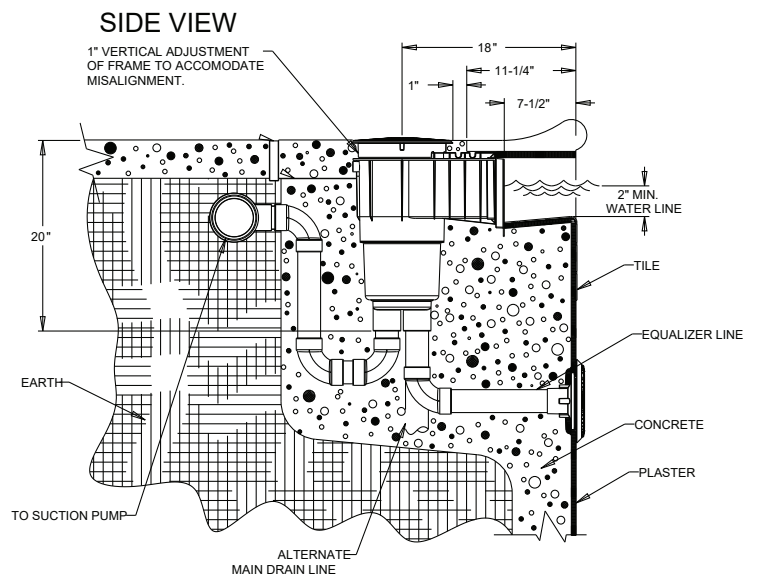 SIDE VIEW
1" VERTICAL ADJUSTMENT
OF FRAME TO ACCOMODATE
MISALIGNMENT.
18"
11-1/4"
1"
7-1/2"
2" MIN.
WATER LINE
20"
TILE
EQUALIZER LINE
EARTH
CONCRETE
PLASTER
TO SUCTION PUMP
ALTERNATE
MAIN DRAIN LINE